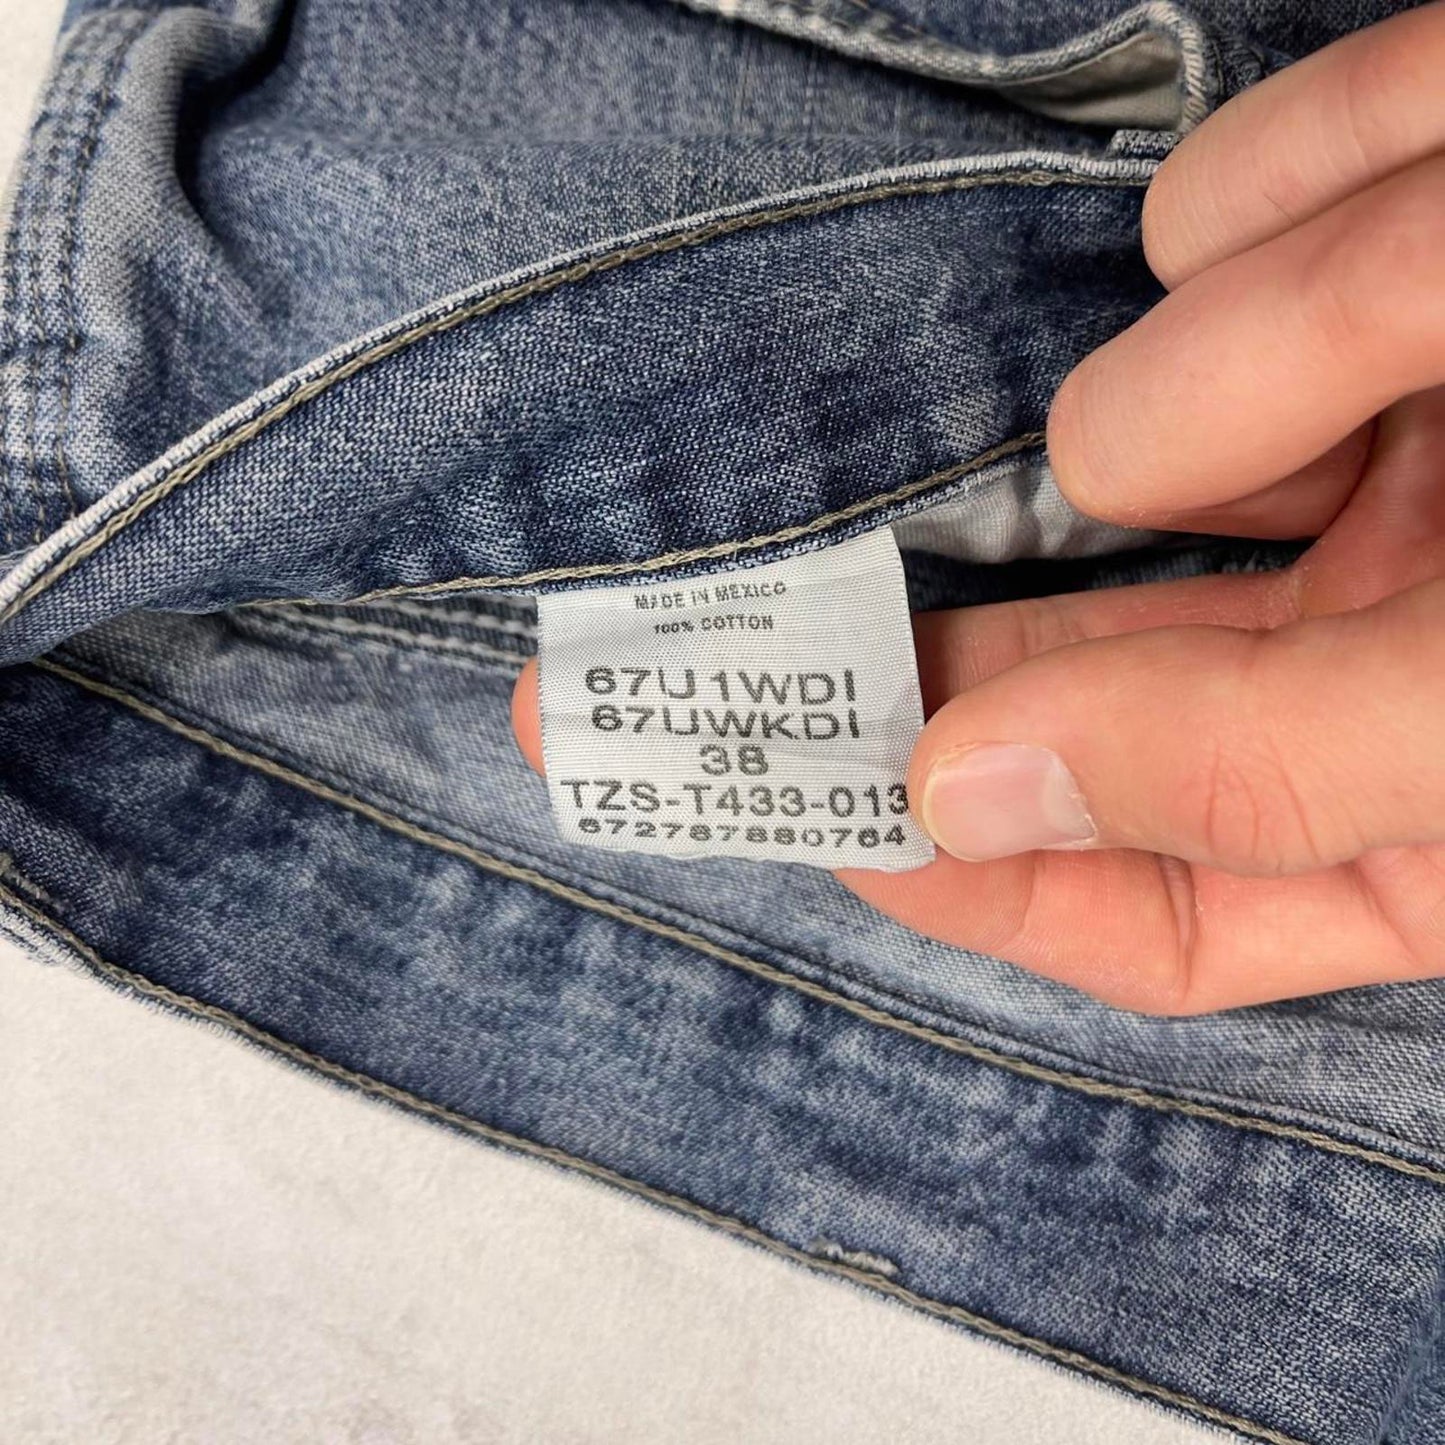 MADE IN MEXICO
100% COTTON
67U1WDI
67UWKDI
38
TZS-T433-013
672787880764